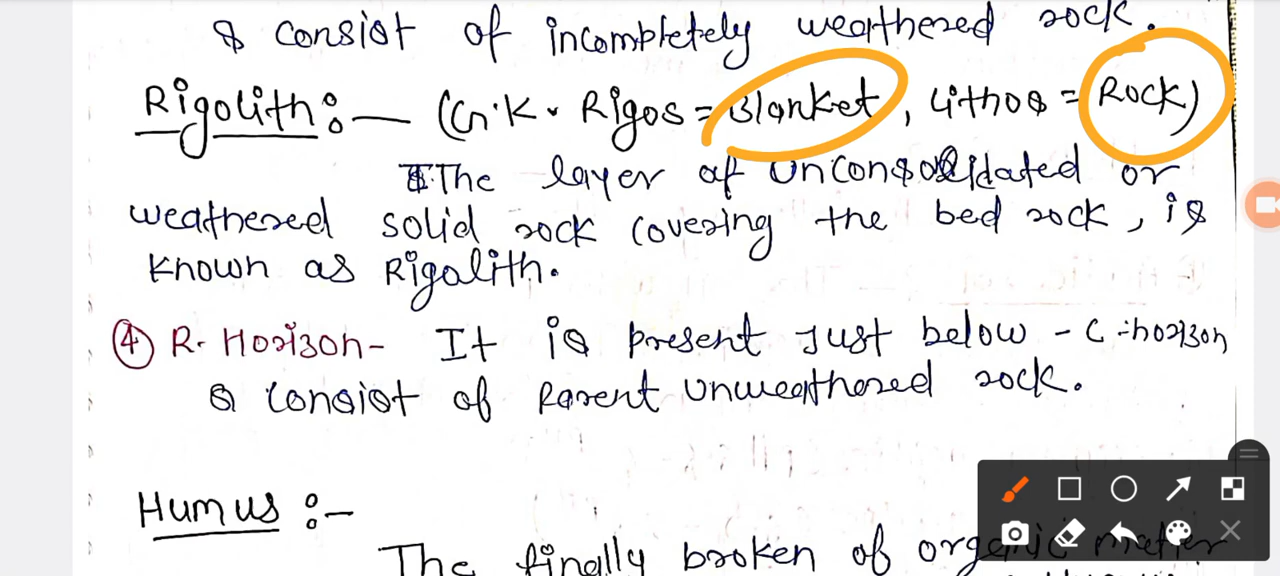 & consist of incompletely weathered rock.
Rigolith :— (G.K. Rigos = Blanket, Lithos = Rock)
The layer of unconsolidated or
weathered solid rock covering the bed rock, is
known as Rigolith.
④ R. Horizon- It is present just below - C-horizon
& consist of Parent unweathered rock.
Humus :—
The finally broken of organic matter